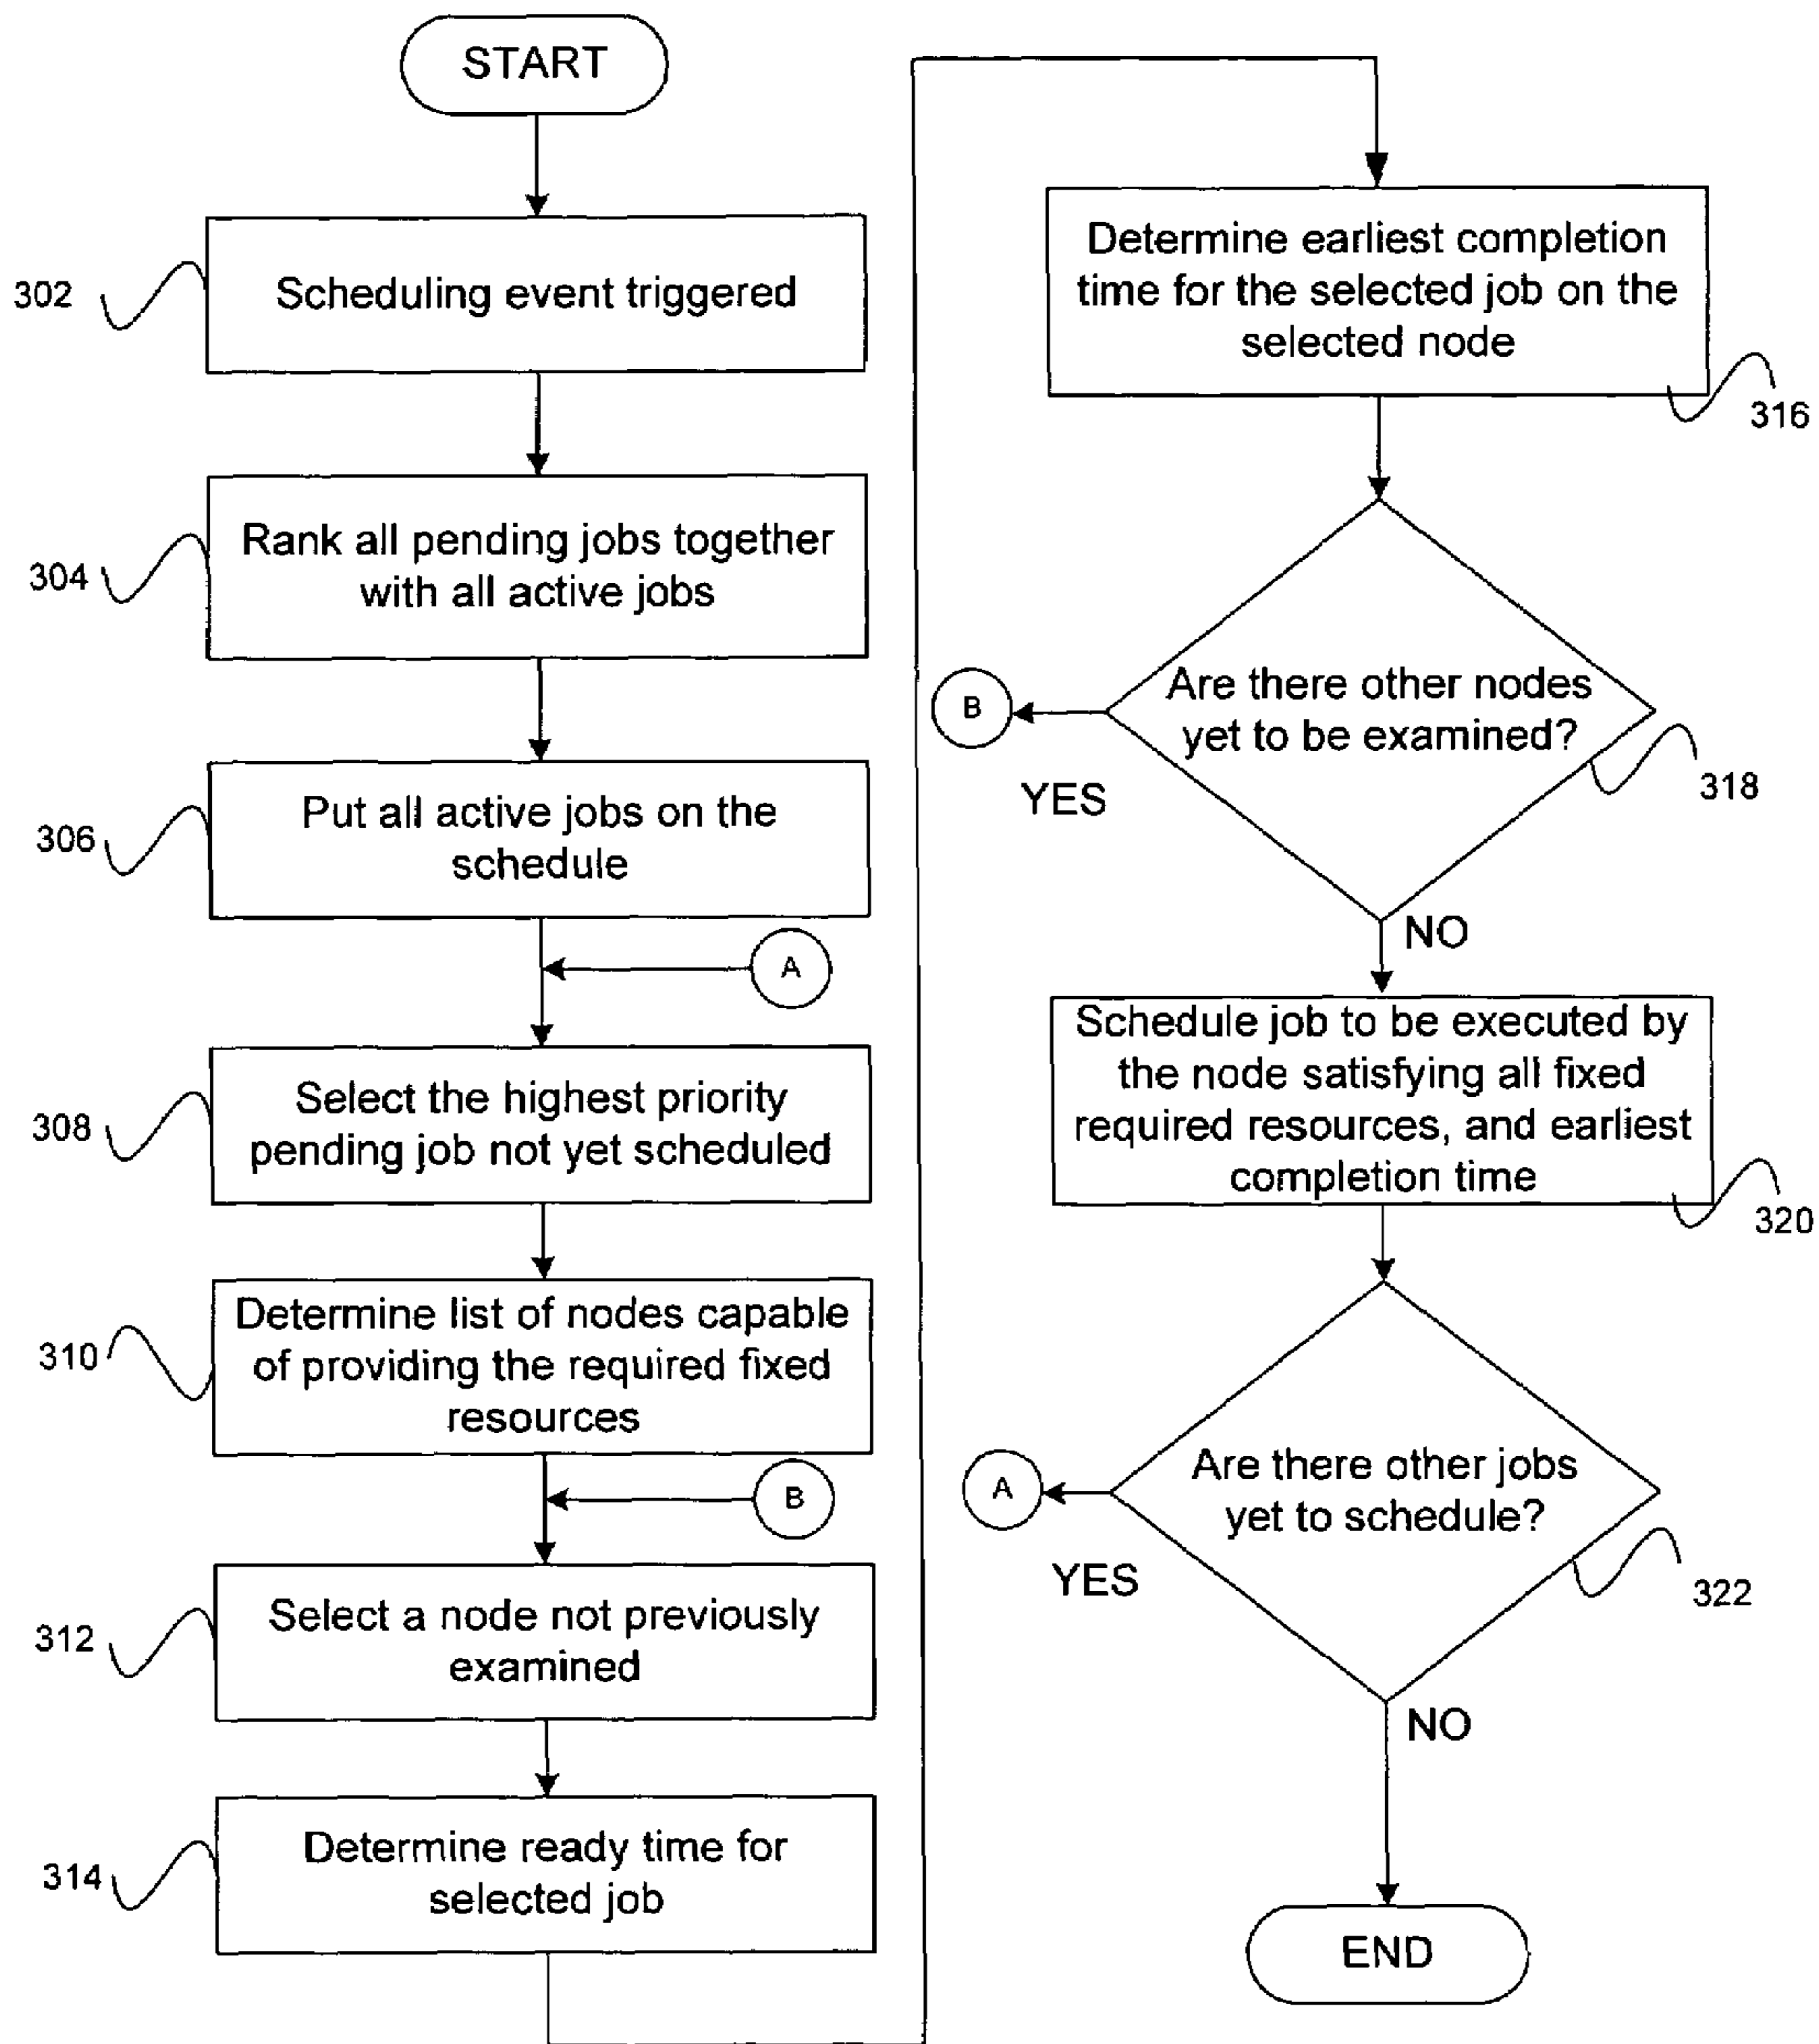 START
302
Scheduling event triggered
304
Rank all pending jobs together
with all active jobs
306
Put all active jobs on the
schedule
A
308
Select the highest priority
pending job not yet scheduled
310
Determine list of nodes capable
of providing the required fixed
resources
B
312
Select a node not previously
examined
314
Determine ready time for
selected job
Determine earliest completion
time for the selected job on the
selected node
316
Are there other nodes
yet to be examined?
318
B
YES
NO
Schedule job to be executed by
the node satisfying all fixed
required resources, and earliest
completion time
320
Are there other jobs
yet to schedule?
322
A
YES
NO
END